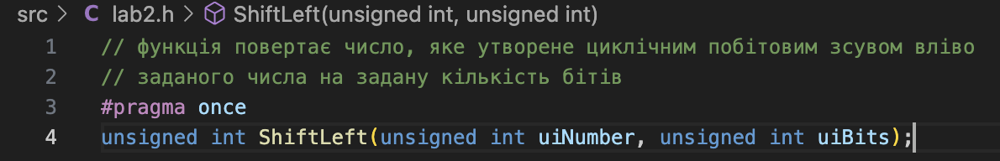 src > C lab2.h > ShiftLeft(unsigned int, unsigned int)
1 // функція повертає число, яке утворене циклічним побітовим зсувом вліво
2 // заданого числа на задану кількість бітів
3 #pragma once
4 unsigned int ShiftLeft(unsigned int uiNumber, unsigned int uiBits);